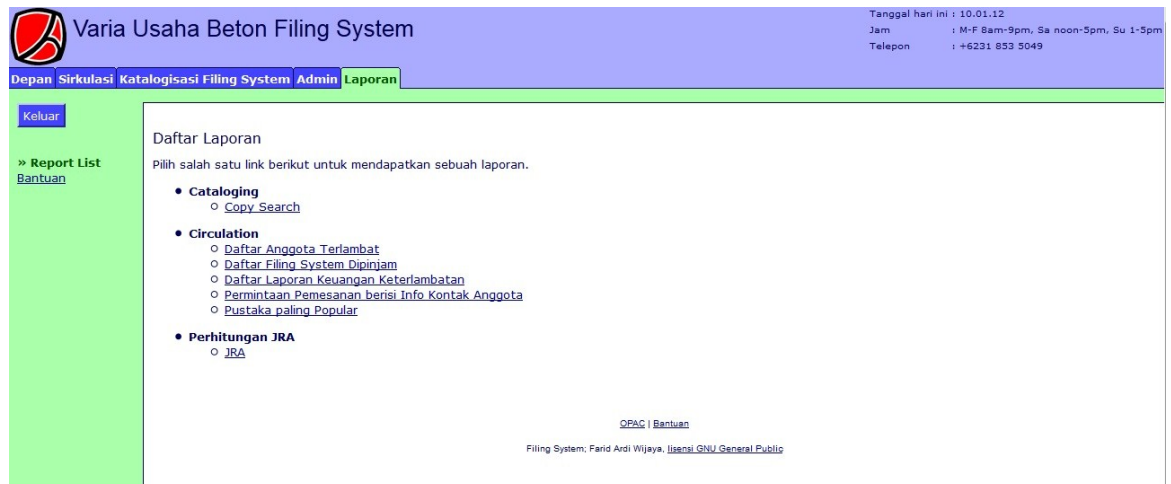 Varia Usaha Beton Filing System
Tanggal hari ini : 10.01.12
Jam : M-F 8am-9pm, Sa noon-5pm, Su 1-5pm
Telepon : +6231 853 5049
Depan Sirkulasi Katalogisasi Filing System Admin Laporan
Keluar
» Report List
Bantuan
Daftar Laporan
Pilih salah satu link berikut untuk mendapatkan sebuah laporan.
• Cataloging
o Copy Search
• Circulation
o Daftar Anggota Terlambat
o Daftar Filing System Dipinjam
o Daftar Laporan Keuangan Keterlambatan
o Permintaan Pemesanan berisi Info Kontak Anggota
o Pustaka paling Popular
• Perhitungan JRA
o JRA
OPAC | Bantuan
Filing System; Farid Ardi Wijaya, lisensi GNU General Public